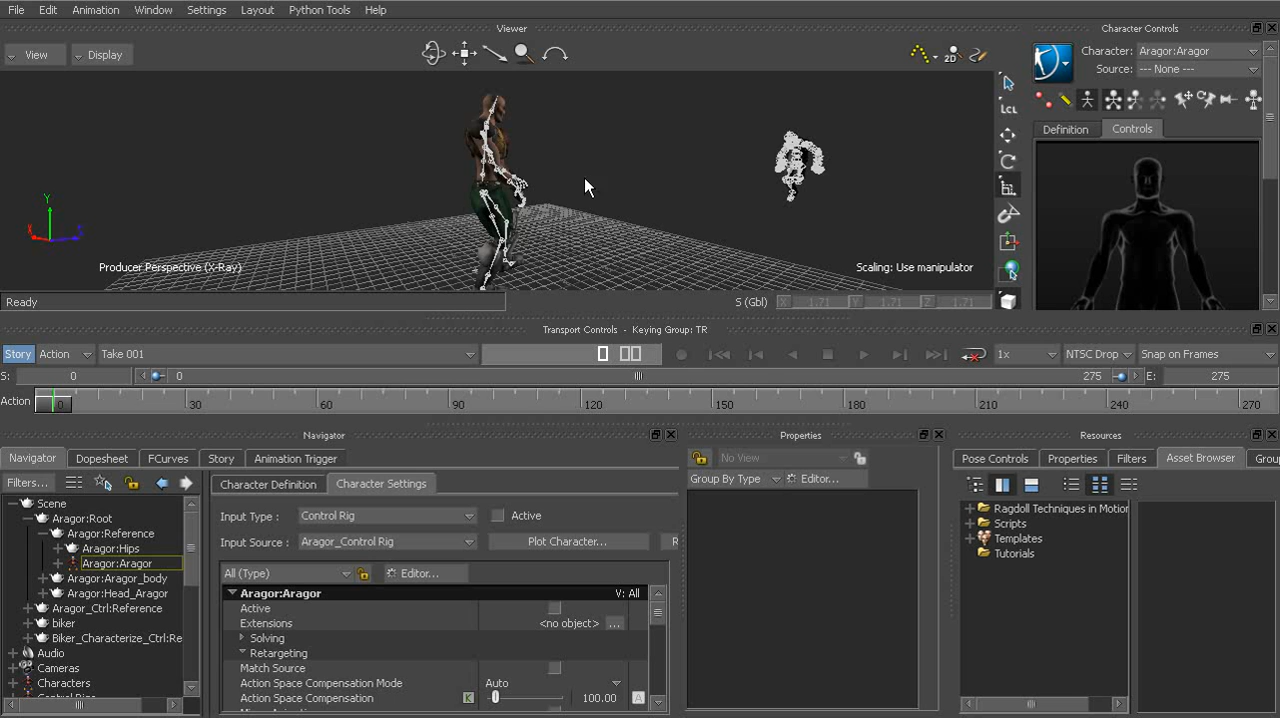 File Edit Animation Window Settings Layout Python Tools Help
Viewer
Character Controls
View Display
2D
Character: Aragor:Aragor
Source: --- None ---
LCL
Definition Controls
Y
X
Z
Producer Perspective (X-Ray)
Scaling: Use manipulator
Ready
S (Gbl) X 1.71 Y 1.71 Z 1.71
Transport Controls - Keying Group: TR
Story Action Take 001 1x NTSC Drop Snap on Frames
S: 0 0 275 E: 275
Action 0 30 60 90 120 150 180 210 240 270
Navigator
Properties
Resources
Navigator Dopesheet FCurves Story Animation Trigger
No View
Pose Controls Properties Filters Asset Browser Grou
Filters...
Character Definition Character Settings
Group By Type Editor...
Scene
Aragor:Root
Aragor:Reference
Aragor:Hips
Aragor:Aragor
Aragor:Aragor_body
Aragor:Head_Aragor
Aragor_Ctrl:Reference
biker
Biker_Characterize_Ctrl:Re
Audio
Cameras
Characters
Input Type : Control Rig Active
Input Source : Aragor_Control Rig Plot Character... R
All (Type) Editor...
Aragor:Aragor V: All
Active
Extensions <no object> ...
Solving
Retargeting
Match Source
Action Space Compensation Mode Auto
Action Space Compensation K 100.00 A
Ragdoll Techniques in Motion
Scripts
Templates
Tutorials